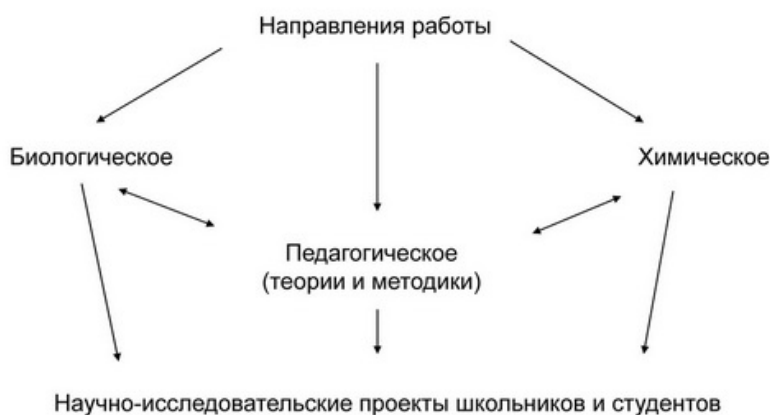 Направления работы
Биологическое
Химическое
Педагогическое
(теории и методики)
Научно-исследовательские проекты школьников и студентов